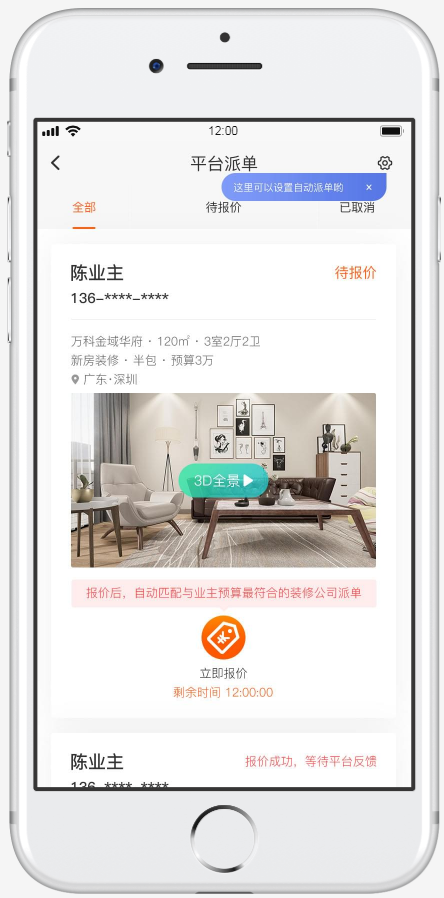 12:00
平台派单
这里可以设置自动派单哟 ×
全部 待报价 已取消
陈业主 待报价
136-****-****
万科金域华府 · 120㎡ · 3室2厅2卫
新房装修 · 半包 · 预算3万
广东·深圳
3D全景
报价后，自动匹配与业主预算最符合的装修公司派单
立即报价
剩余时间 12:00:00
陈业主 报价成功，等待平台反馈
136-****-****